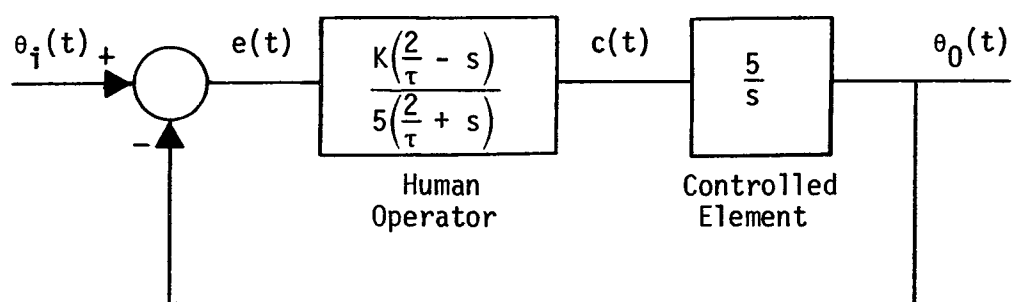 θi(t) +
e(t)
K(2/τ - s)
5(2/τ + s)
c(t)
5
s
θ0(t)
-
Human
Operator
Controlled
Element